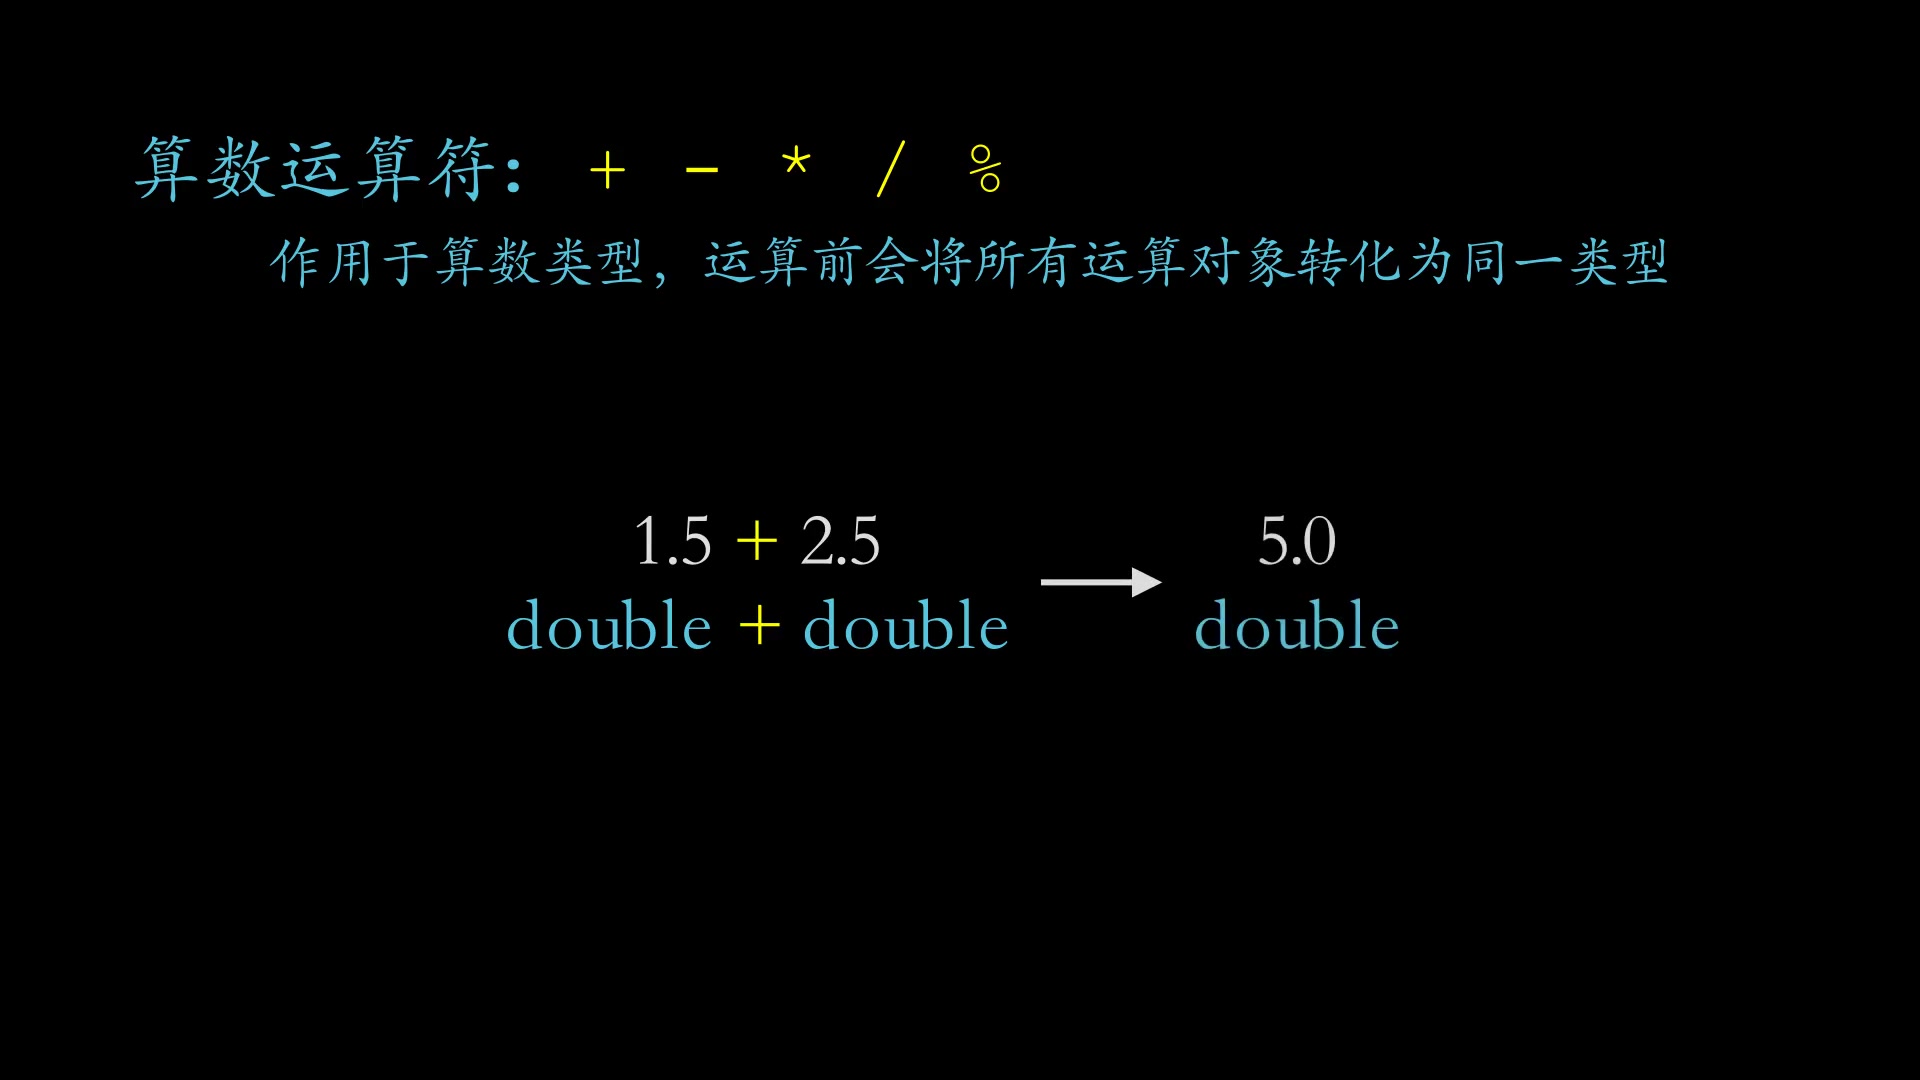 算数运算符： + - * / %
作用于算数类型，运算前会将所有运算对象转化为同一类型
1.5 + 2.5 5.0
double + double double